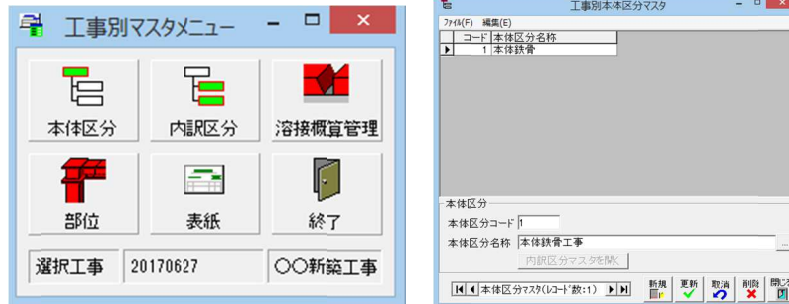 工事別マスタメニュー
本体区分
内訳区分
溶接概算管理
部位
表紙
終了
選択工事
20170627
〇〇新築工事
工事別本体区分マスタ
ファイル(F) 編集(E)
コード 本体区分名称
1 本体鉄骨
本体区分
本体区分コード 1
本体区分名称 本体鉄骨工事 ...
内訳区分マスタを開く
本体区分マスタ(レコード数:1)
新規 更新 取消 削除 閉じる